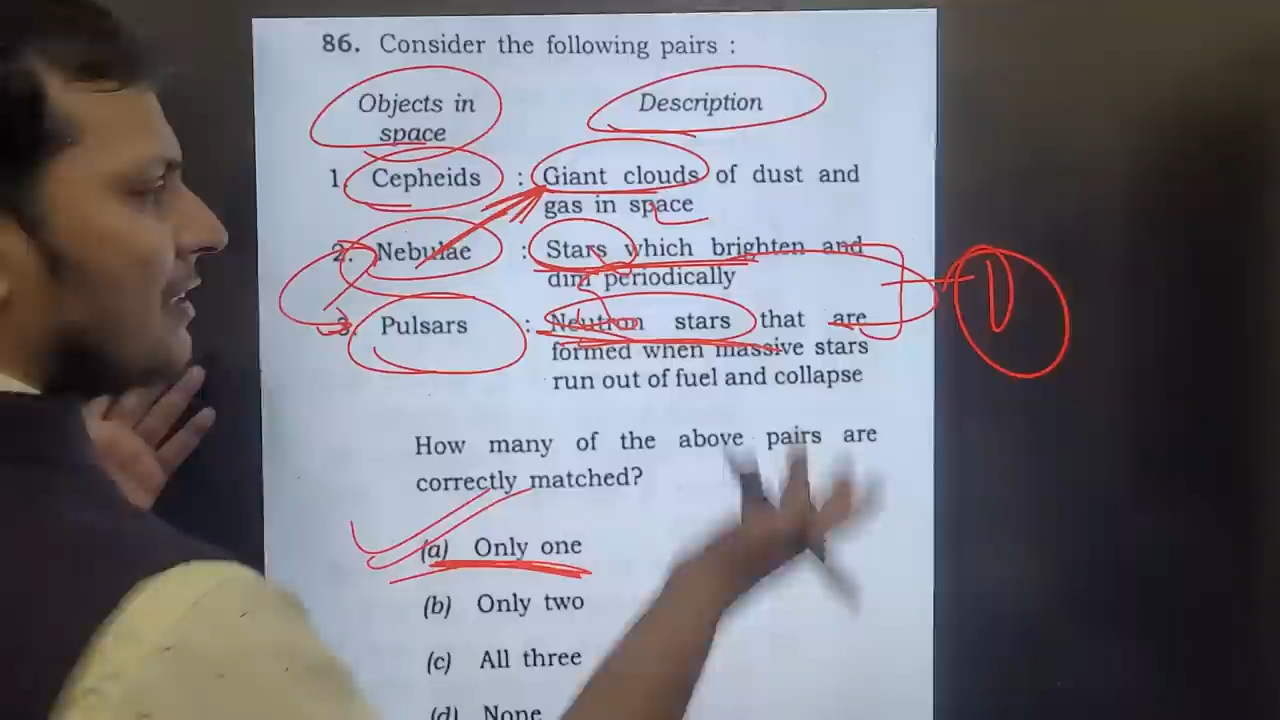 86. Consider the following pairs :
Objects in
space
Description
1. Cepheids : Giant clouds of dust and
gas in space
2. Nebulae : Stars which brighten and
dim periodically
3. Pulsars : Neutron stars that are
formed when massive stars
run out of fuel and collapse
How many of the above pairs are
correctly matched?
(a) Only one
(b) Only two
(c) All three
(d) None